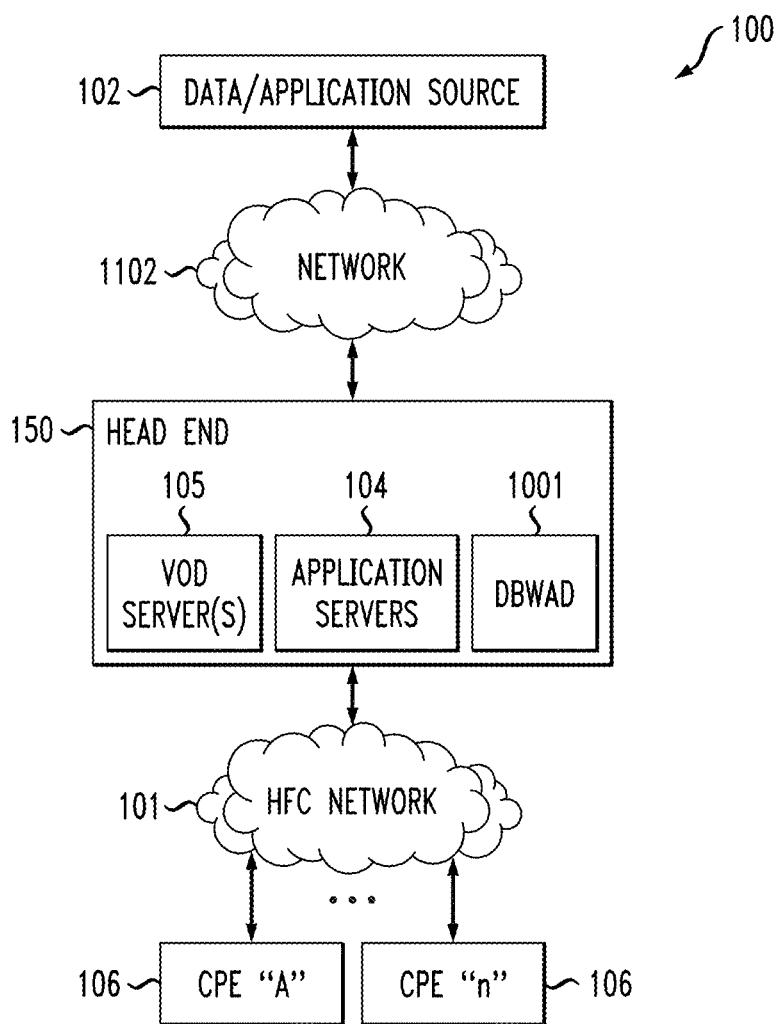 100
102
DATA/APPLICATION SOURCE
1102
NETWORK
150
HEAD END
105
104
1001
VOD
SERVER(S)
APPLICATION
SERVERS
DBWAD
101
HFC NETWORK
...
106
CPE “A”
CPE “n”
106